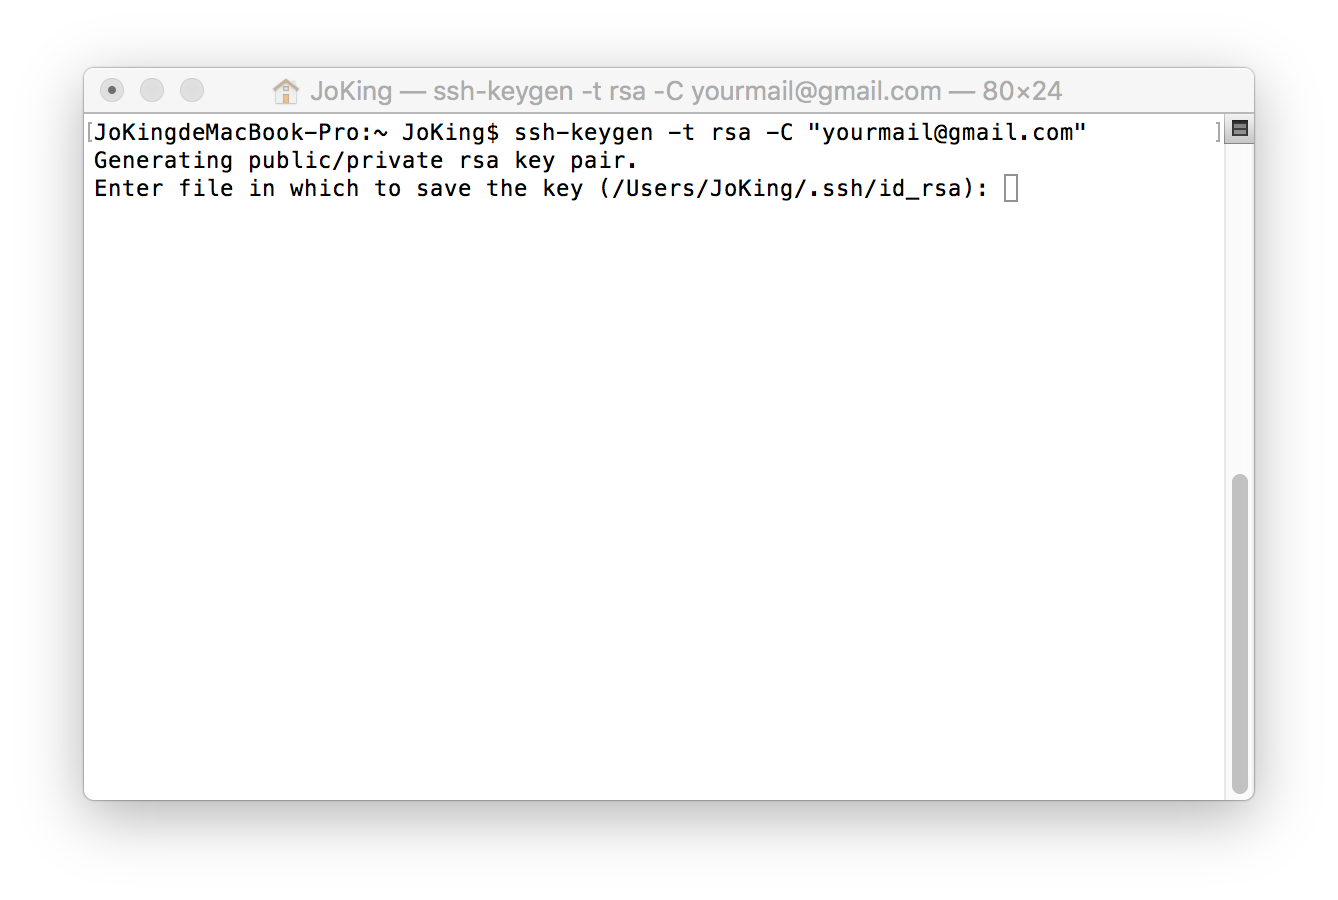 JoKing — ssh-keygen -t rsa -C yourmail@gmail.com — 80×24
[JoKingdeMacBook-Pro:~ JoKing$ ssh-keygen -t rsa -C "yourmail@gmail.com" ]
Generating public/private rsa key pair.
Enter file in which to save the key (/Users/JoKing/.ssh/id_rsa):